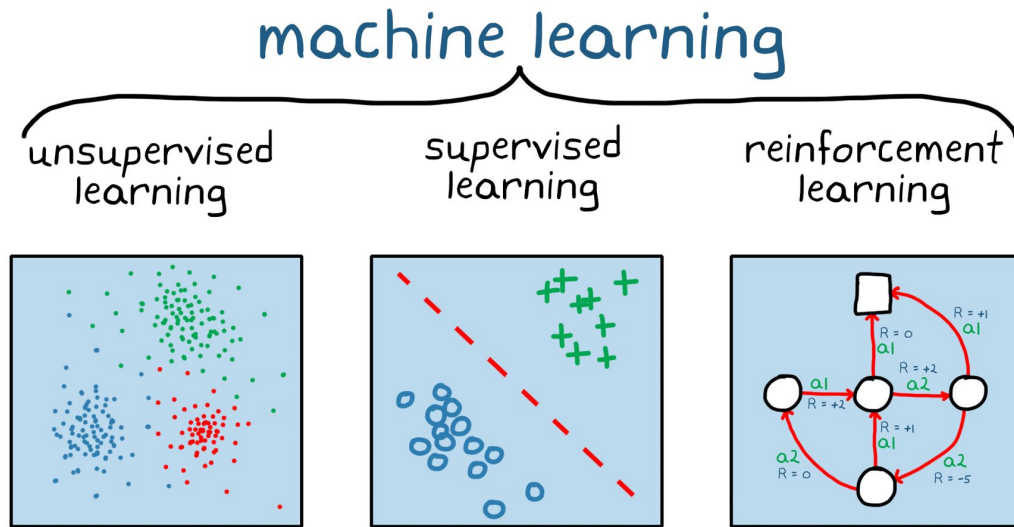 machine learning
unsupervised
learning
supervised
learning
reinforcement
learning
R = 0
a1
R = +1
a1
a1
R = +2
R = +2
a2
R = +1
a1
a2
R = 0
a2
R = -5